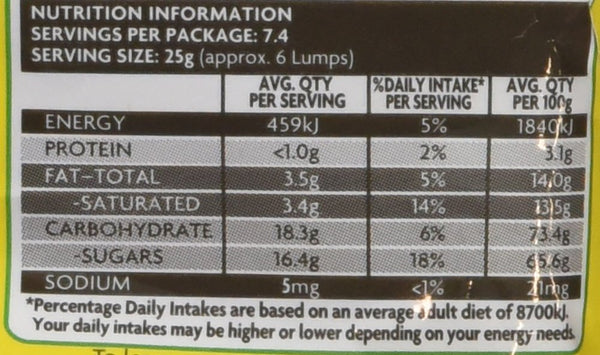 NUTRITION INFORMATION
SERVINGS PER PACKAGE: 7.4
SERVING SIZE: 25g (approx. 6 Lumps)
AVG. QTY PER SERVING %DAILY INTAKE* PER SERVING AVG. QTY PER 100g
ENERGY 459kJ 5% 1840kJ
PROTEIN <1.0g 2% 3.1g
FAT-TOTAL 3.5g 5% 14.0g
-SATURATED 3.4g 14% 13.5g
CARBOHYDRATE 18.3g 6% 73.4g
-SUGARS 16.4g 18% 65.6g
SODIUM 5mg <1% 21mg
*Percentage Daily Intakes are based on an average adult diet of 8700kJ.
Your daily intakes may be higher or lower depending on your energy needs.